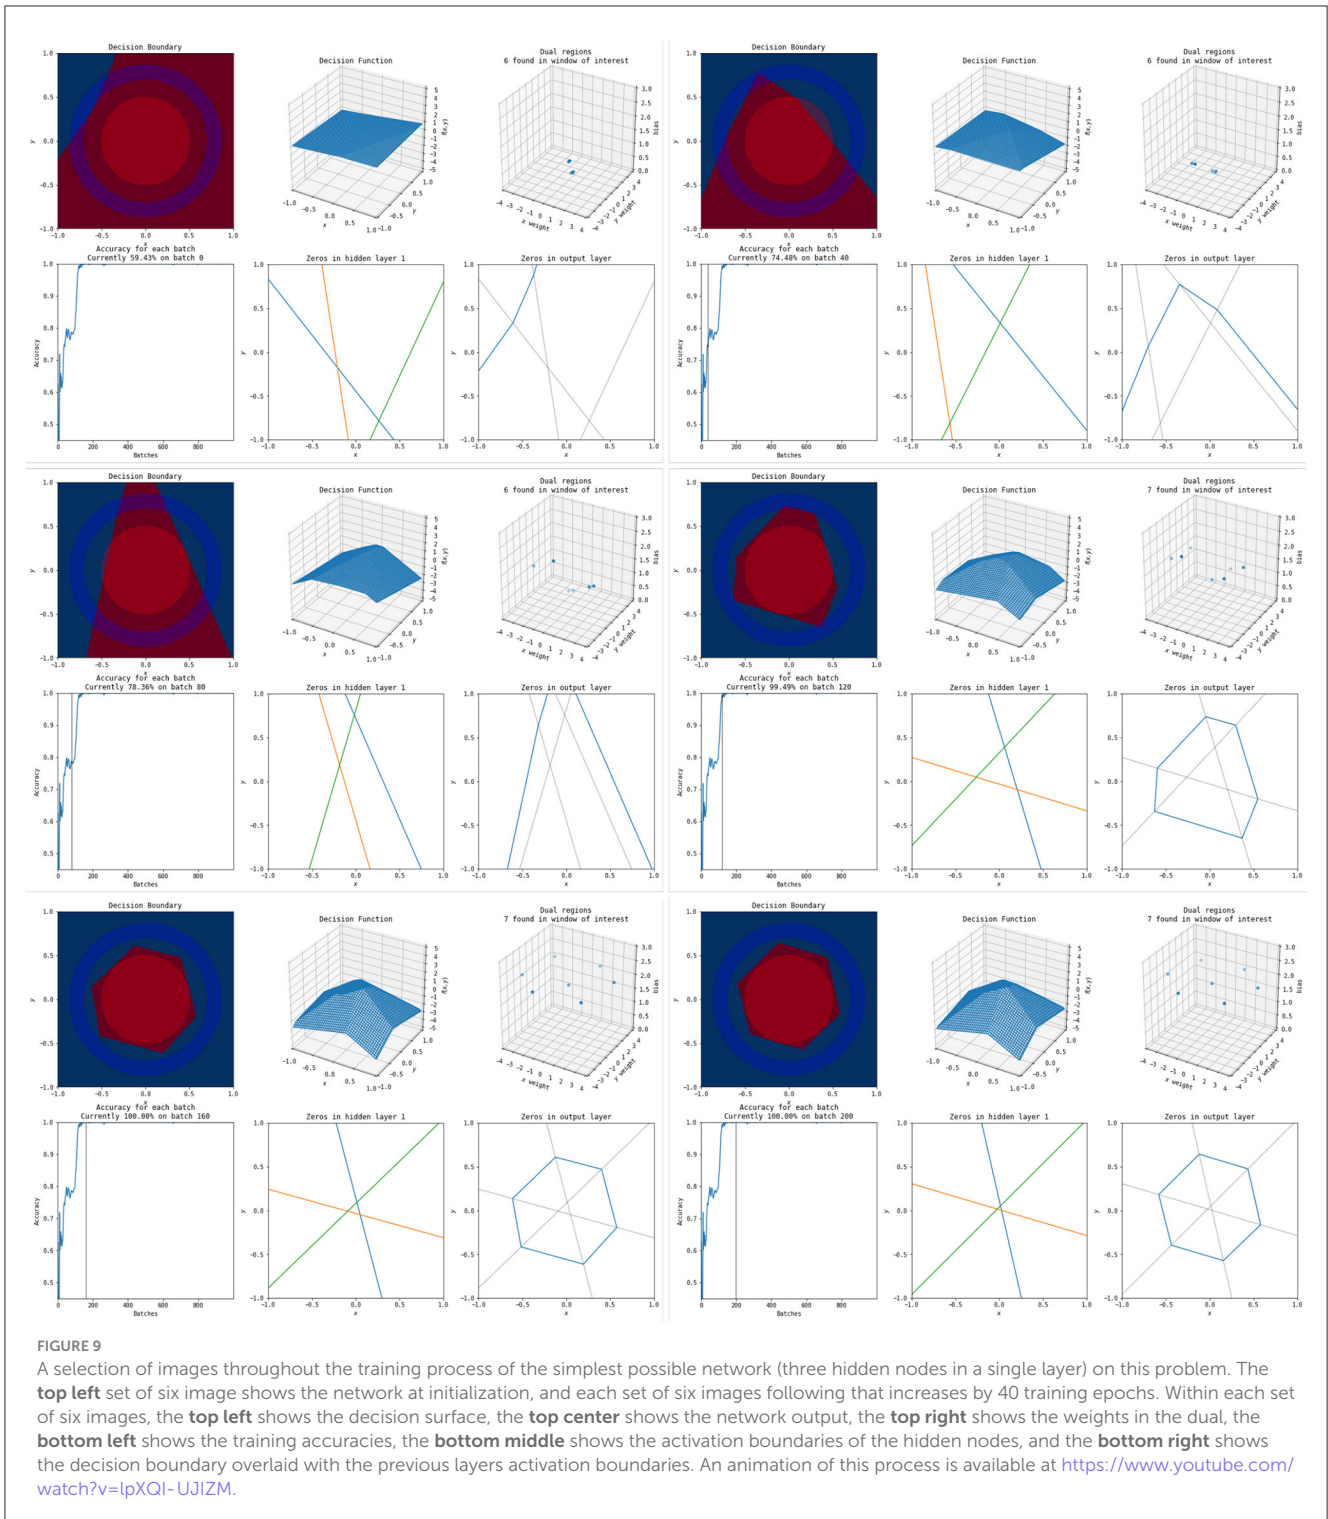 Decision Boundary
Decision Function
Dual regions
6 found in window of interest
Accuracy for each batch
Currently 59.43% on batch 0
Zeros in hidden layer 1
Zeros in output layer
Decision Boundary
Decision Function
Dual regions
6 found in window of interest
Accuracy for each batch
Currently 74.48% on batch 40
Zeros in hidden layer 1
Zeros in output layer
Decision Boundary
Decision Function
Dual regions
6 found in window of interest
Accuracy for each batch
Currently 78.36% on batch 80
Zeros in hidden layer 1
Zeros in output layer
Decision Boundary
Decision Function
Dual regions
7 found in window of interest
Accuracy for each batch
Currently 99.49% on batch 120
Zeros in hidden layer 1
Zeros in output layer
Decision Boundary
Decision Function
Dual regions
7 found in window of interest
Accuracy for each batch
Currently 100.00% on batch 160
Zeros in hidden layer 1
Zeros in output layer
Decision Boundary
Decision Function
Dual regions
7 found in window of interest
Accuracy for each batch
Currently 100.00% on batch 200
Zeros in hidden layer 1
Zeros in output layer
FIGURE 9
A selection of images throughout the training process of the simplest possible network (three hidden nodes in a single layer) on this problem. The
top left set of six image shows the network at initialization, and each set of six images following that increases by 40 training epochs. Within each set
of six images, the top left shows the decision surface, the top center shows the network output, the top right shows the weights in the dual, the
bottom left shows the training accuracies, the bottom middle shows the activation boundaries of the hidden nodes, and the bottom right shows
the decision boundary overlaid with the previous layers activation boundaries. An animation of this process is available at https://www.youtube.com/
watch?v=lpXQI-UJIZM.